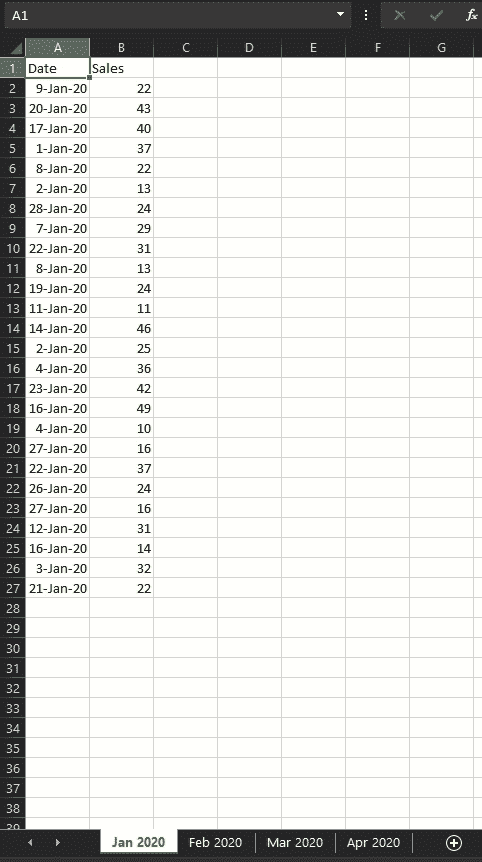 A1 fx
A B C D E F G
1 Date Sales
2 9-Jan-20 22
3 20-Jan-20 43
4 17-Jan-20 40
5 1-Jan-20 37
6 8-Jan-20 22
7 2-Jan-20 13
8 28-Jan-20 24
9 7-Jan-20 29
10 22-Jan-20 31
11 8-Jan-20 13
12 19-Jan-20 24
13 11-Jan-20 11
14 14-Jan-20 46
15 2-Jan-20 25
16 4-Jan-20 36
17 23-Jan-20 42
18 16-Jan-20 49
19 4-Jan-20 10
20 27-Jan-20 16
21 22-Jan-20 37
22 26-Jan-20 24
23 27-Jan-20 16
24 12-Jan-20 31
25 16-Jan-20 14
26 3-Jan-20 32
27 21-Jan-20 22
28
29
30
31
32
33
34
35
36
37
38
39
Jan 2020 Feb 2020 Mar 2020 Apr 2020